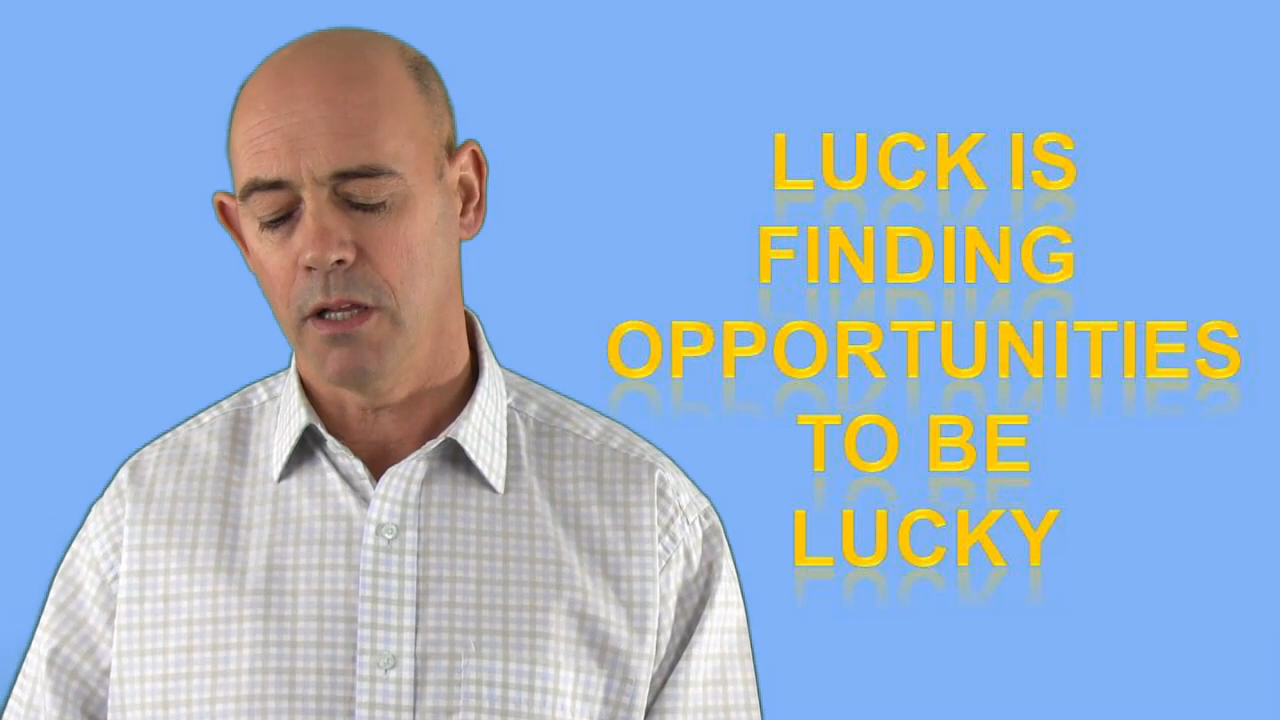 LUCK IS
FINDING
OPPORTUNITIES
TO BE
LUCKY